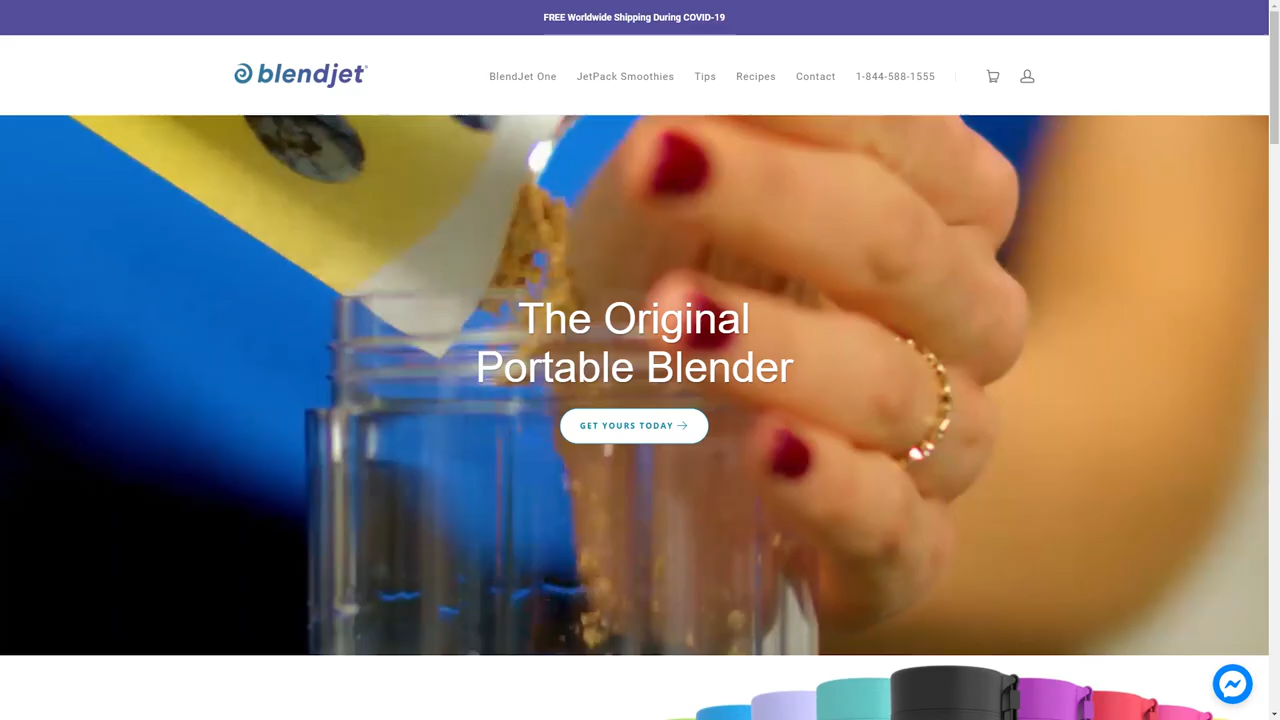 FREE Worldwide Shipping During COVID-19
blendjet®
BlendJet One
JetPack Smoothies
Tips
Recipes
Contact
1-844-588-1555
The Original
Portable Blender
GET YOURS TODAY →